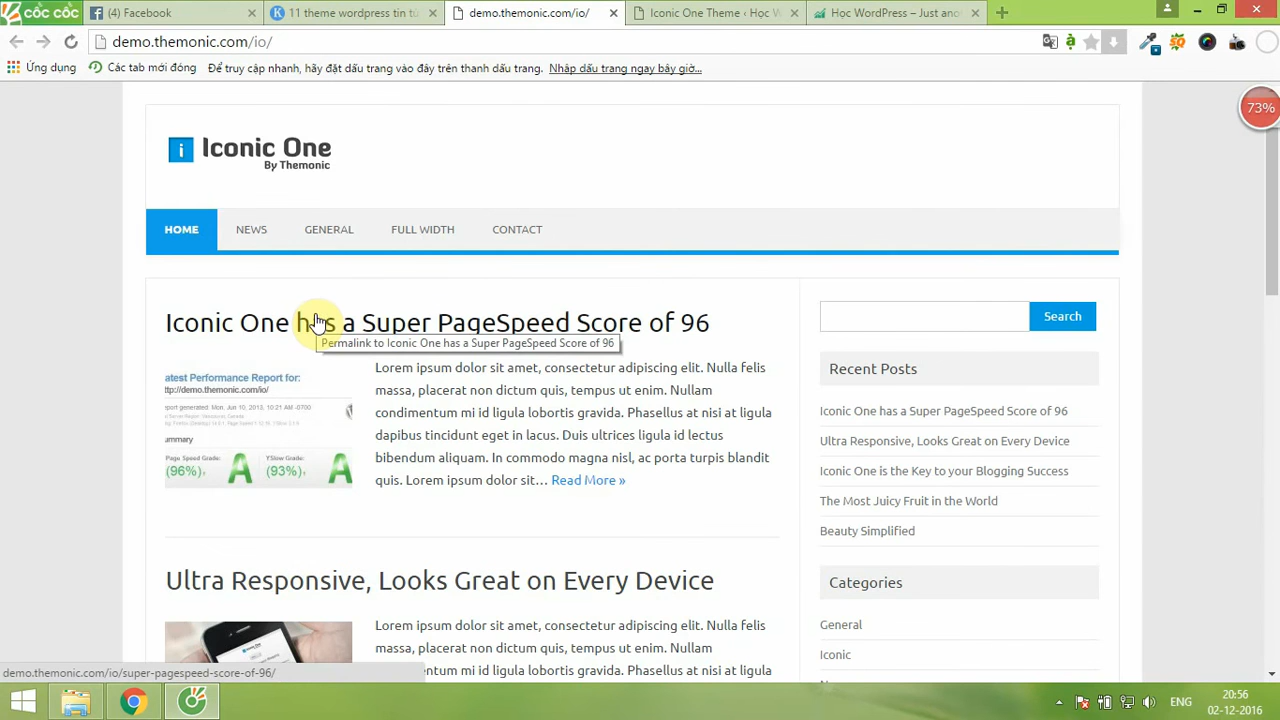 CỐC CỐC
(4) Facebook
11 theme wordpress tin tứ
demo.themonic.com/io/
Iconic One Theme ‹ Học W
Học WordPress – Just ano
demo.themonic.com/io/
Ứng dụng
Các tab mới đóng
Để truy cập nhanh, hãy đặt dấu trang vào đây trên thanh dấu trang.
Nhập dấu trang ngay bây giờ...
73%
i
Iconic One
By Themonic
HOME
NEWS
GENERAL
FULL WIDTH
CONTACT
Iconic One has a Super PageSpeed Score of 96
Permalink to Iconic One has a Super PageSpeed Score of 96
atest Performance Report for:
ttp://demo.themonic.com/io/
port generated: Mon, Jun 10, 2013, 10:21 AM -0700
ummary
Page Speed Grade:
(96%)
A
YSlow Grade:
(93%)
A
Lorem ipsum dolor sit amet, consectetur adipiscing elit. Nulla felis
massa, placerat non dictum quis, tempus ut enim. Nullam
condimentum mi id ligula lobortis gravida. Phasellus at nisi at ligula
dapibus tincidunt eget in lacus. Duis ultrices ligula id lectus
bibendum aliquam. In commodo magna nisl, ac porta turpis blandit
quis. Lorem ipsum dolor sit… Read More »
Ultra Responsive, Looks Great on Every Device
Lorem ipsum dolor sit amet, consectetur adipiscing elit. Nulla felis
massa, placerat non dictum quis, tempus ut enim. Nullam
condimentum mi id ligula lobortis gravida. Phasellus at nisi at ligula
Search
Recent Posts
Iconic One has a Super PageSpeed Score of 96
Ultra Responsive, Looks Great on Every Device
Iconic One is the Key to your Blogging Success
The Most Juicy Fruit in the World
Beauty Simplified
Categories
General
Iconic
demo.themonic.com/io/super-pagespeed-score-of-96/
ENG
20:56
02-12-2016